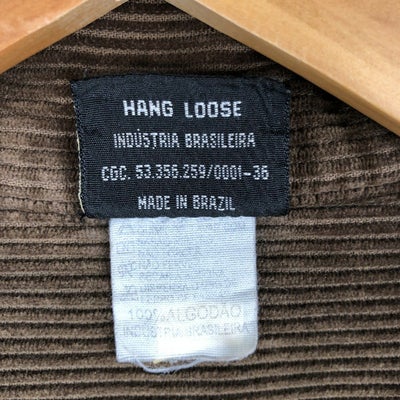 HANG LOOSE
INDÚSTRIA BRASILEIRA
CGC. 53.356.259/0001-36
MADE IN BRAZIL
100% ALGODÃO
INDÚSTRIA BRASILEIRA